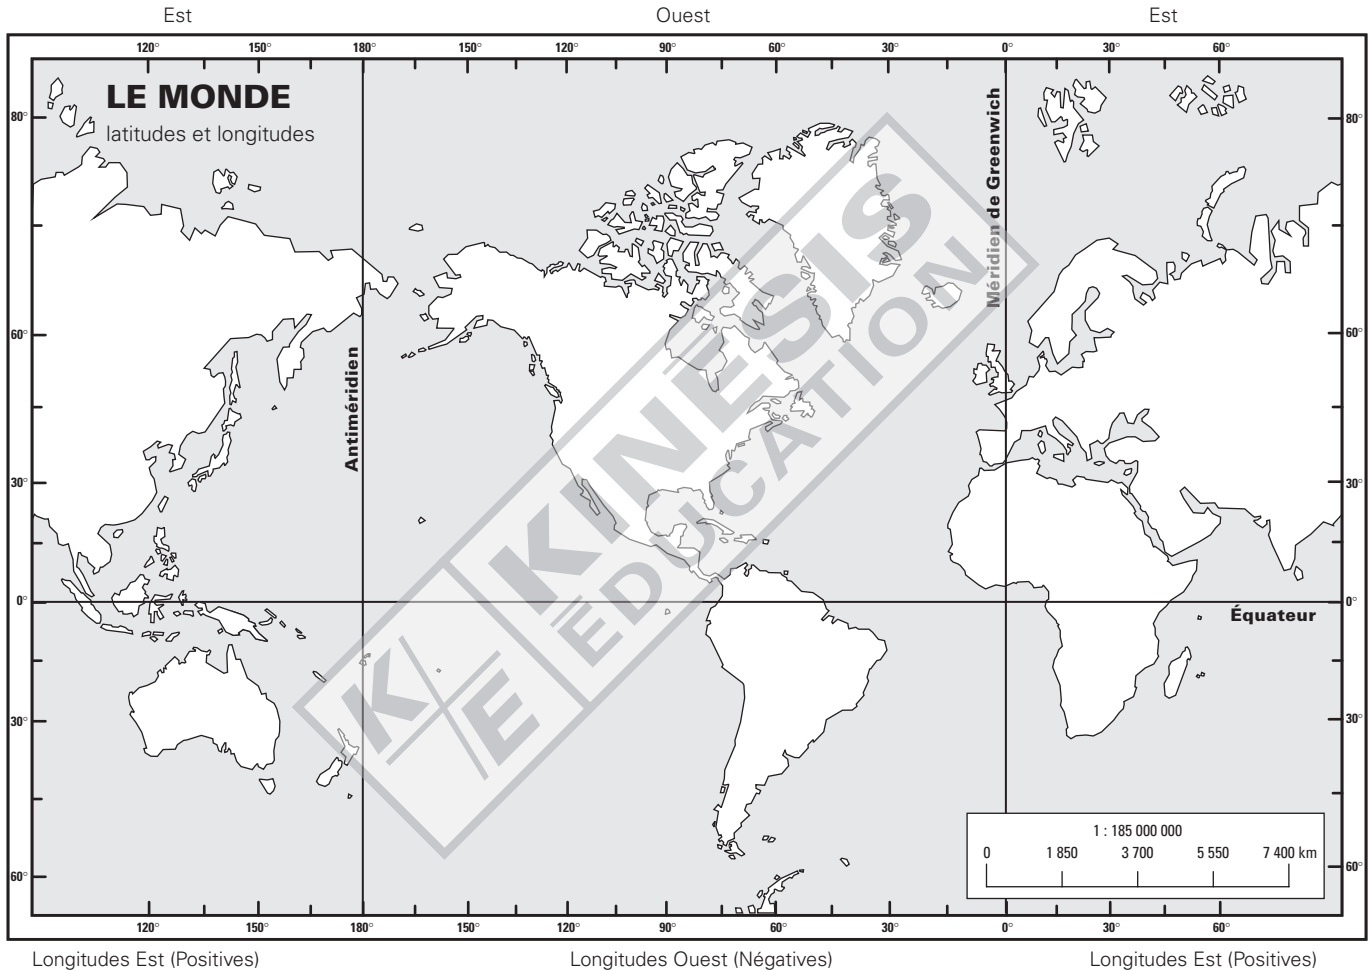 Est Ouest Est
120° 150° 180° 150° 120° 90° 60° 30° 0° 30° 60°
LE MONDE
latitudes et longitudes
80° 80°
Méridien de Greenwich
60° 60°
Antiméridien
30° 30°
0° 0°
Équateur
30° 30°
60° 60°
KINÉSIS
ÉDUCATION
K/E
1 : 185 000 000
0 1 850 3 700 5 550 7 400 km
120° 150° 180° 150° 120° 90° 60° 30° 0° 30° 60°
Longitudes Est (Positives) Longitudes Ouest (Négatives) Longitudes Est (Positives)